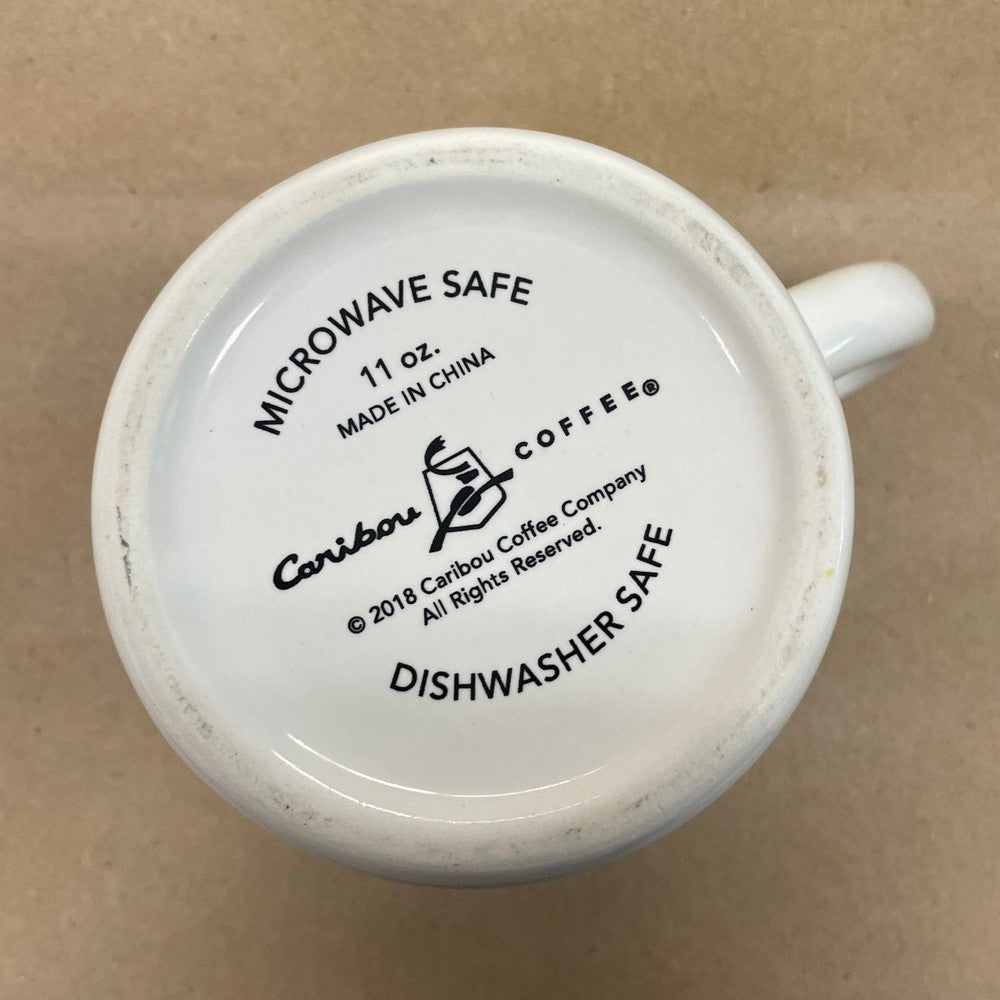 MICROWAVE SAFE
11 oz.
MADE IN CHINA
Caribou COFFEE®
© 2018 Caribou Coffee Company
All Rights Reserved.
DISHWASHER SAFE